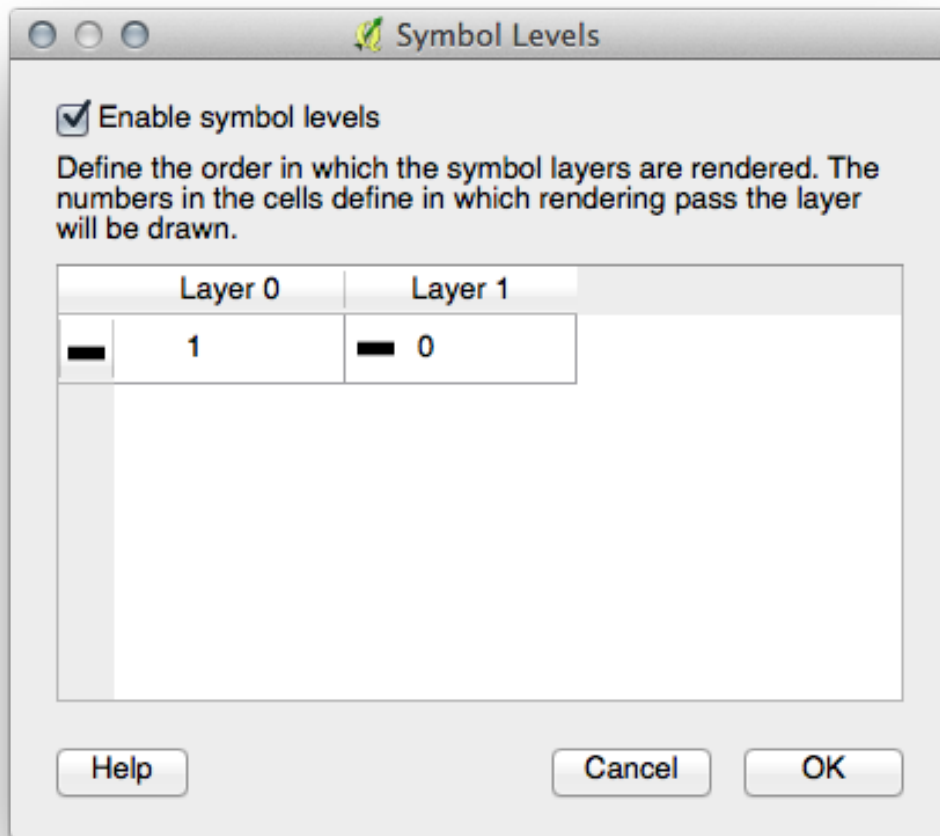 Symbol Levels
Enable symbol levels
Define the order in which the symbol layers are rendered. The
numbers in the cells define in which rendering pass the layer
will be drawn.
Layer 0 Layer 1
1 0
Help Cancel OK